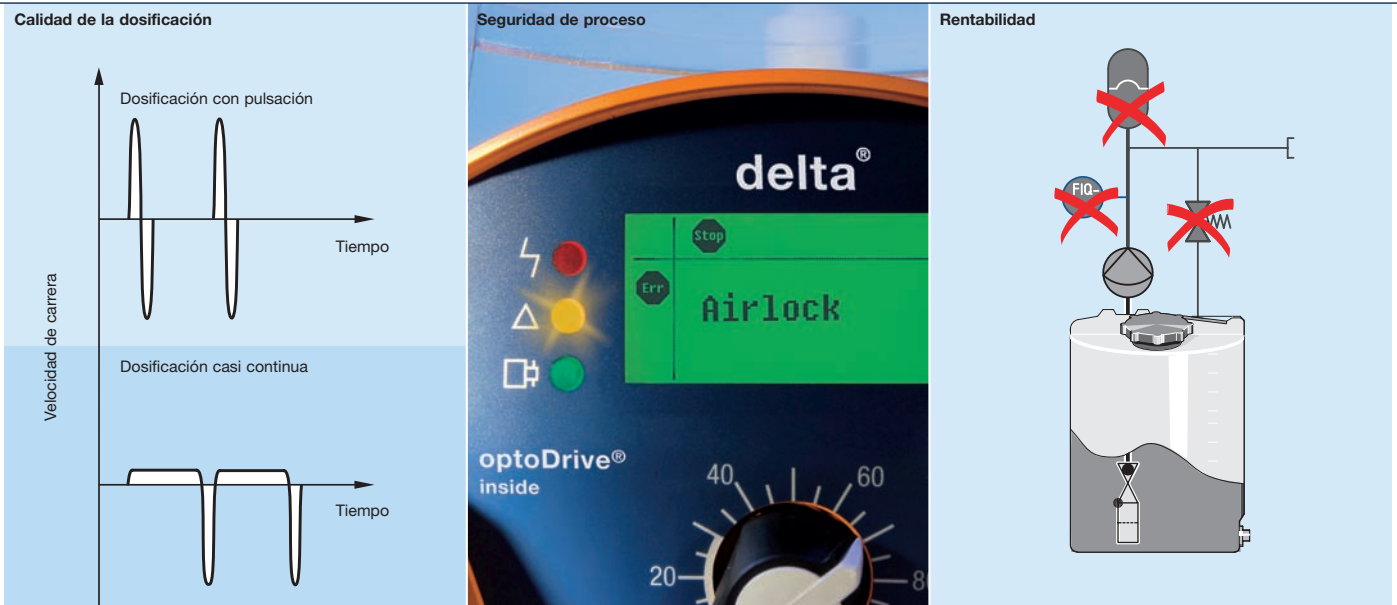 Calidad de la dosificación
Dosificación con pulsación
Tiempo
Velocidad de carrera
Dosificación casi continua
Tiempo
Seguridad de proceso
delta®
Stop
Err
Airlock
optoDrive®
inside
40
60
20
Rentabilidad
FIQ-